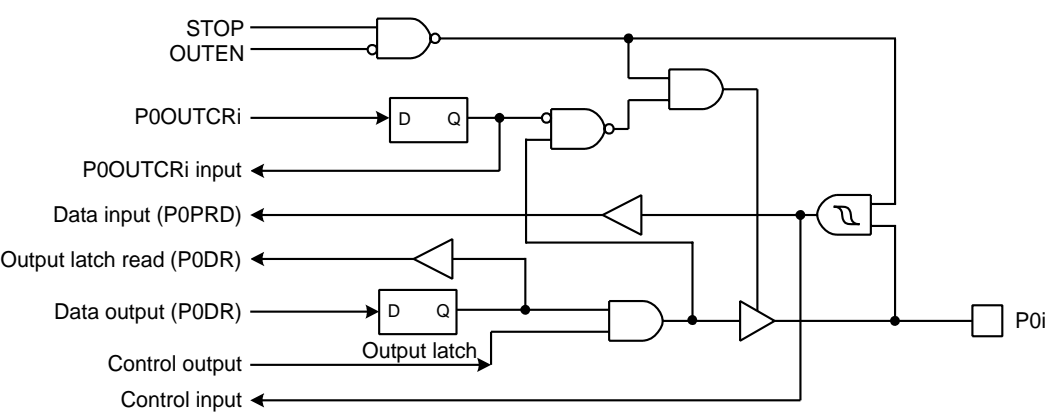 STOP
OUTEN
P0OUTCRi
D Q
P0OUTCRi input
Data input (P0PRD)
Output latch read (P0DR)
Data output (P0DR)
D Q
P0i
Output latch
Control output
Control input